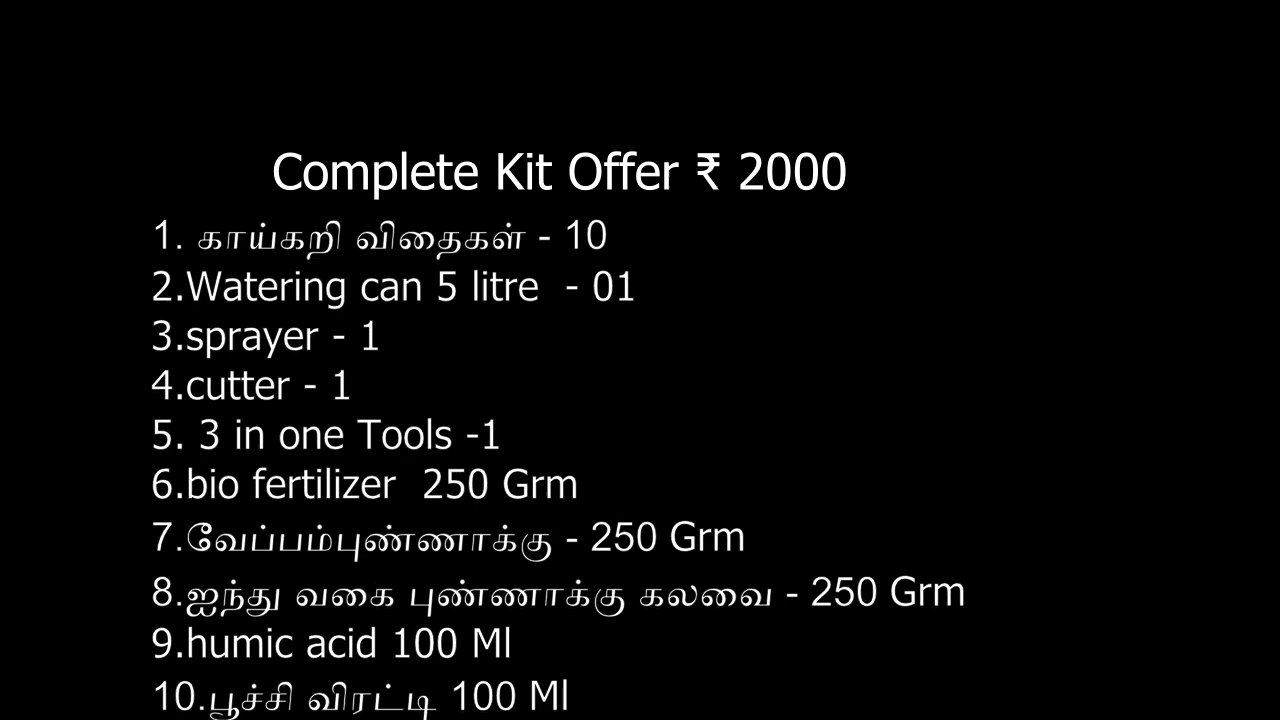 Complete Kit Offer ₹ 2000
1. காய்கறி விதைகள் - 10
2.Watering can 5 litre  - 01
3.sprayer - 1
4.cutter - 1
5. 3 in one Tools -1
6.bio fertilizer  250 Grm
7.வேப்பம்புண்ணாக்கு - 250 Grm
8.ஐந்து வகை புண்ணாக்கு கலவை - 250 Grm
9.humic acid 100 Ml
10.பூச்சி விரட்டி 100 Ml